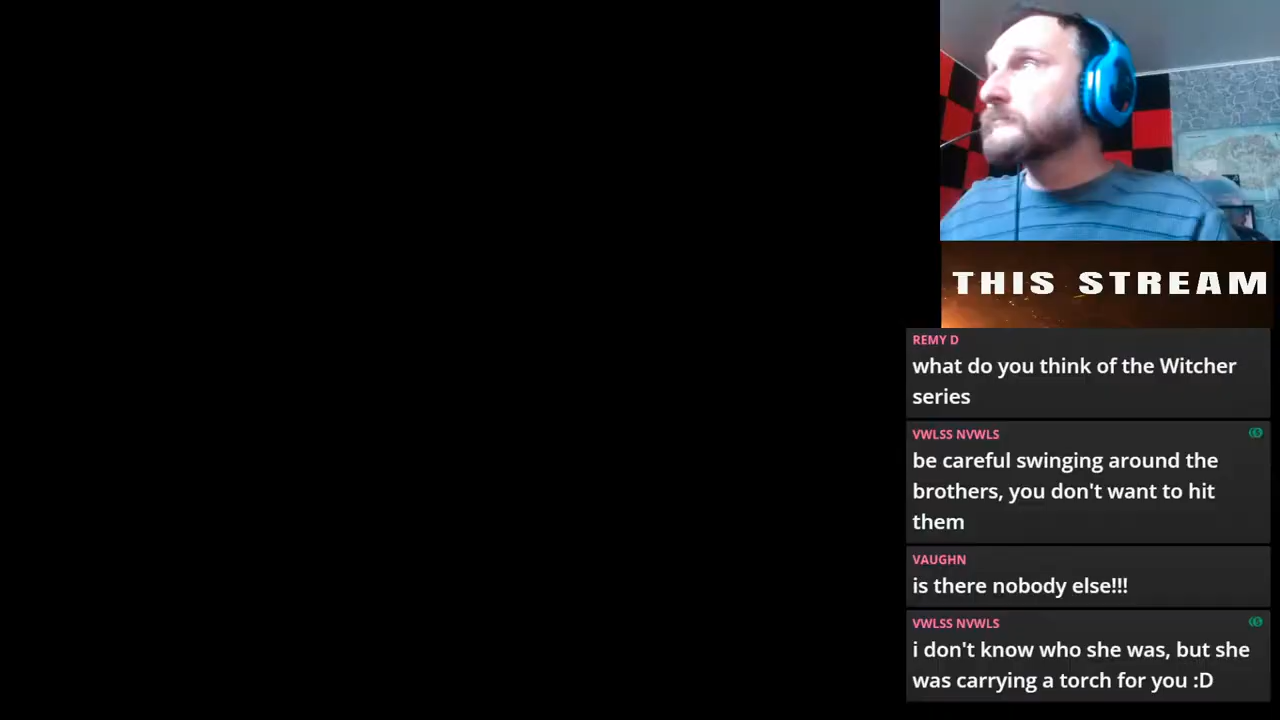 THIS STREAM
REMY D
what do you think of the Witcher
series
VWLSS NVWLS
be careful swinging around the
brothers, you don't want to hit
them
VAUGHN
is there nobody else!!!
VWLSS NVWLS
i don't know who she was, but she
was carrying a torch for you :D